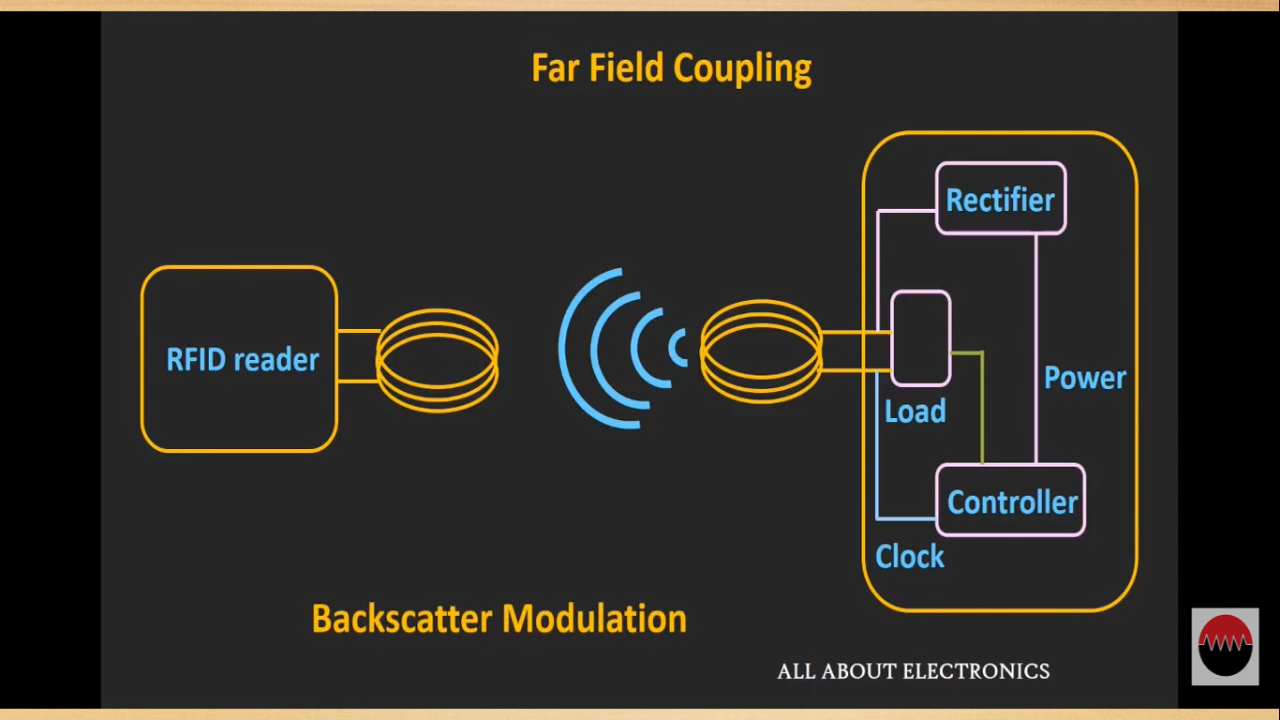 Far Field Coupling
Rectifier
RFID reader
Power
Load
Controller
Clock
Backscatter Modulation
ALL ABOUT ELECTRONICS